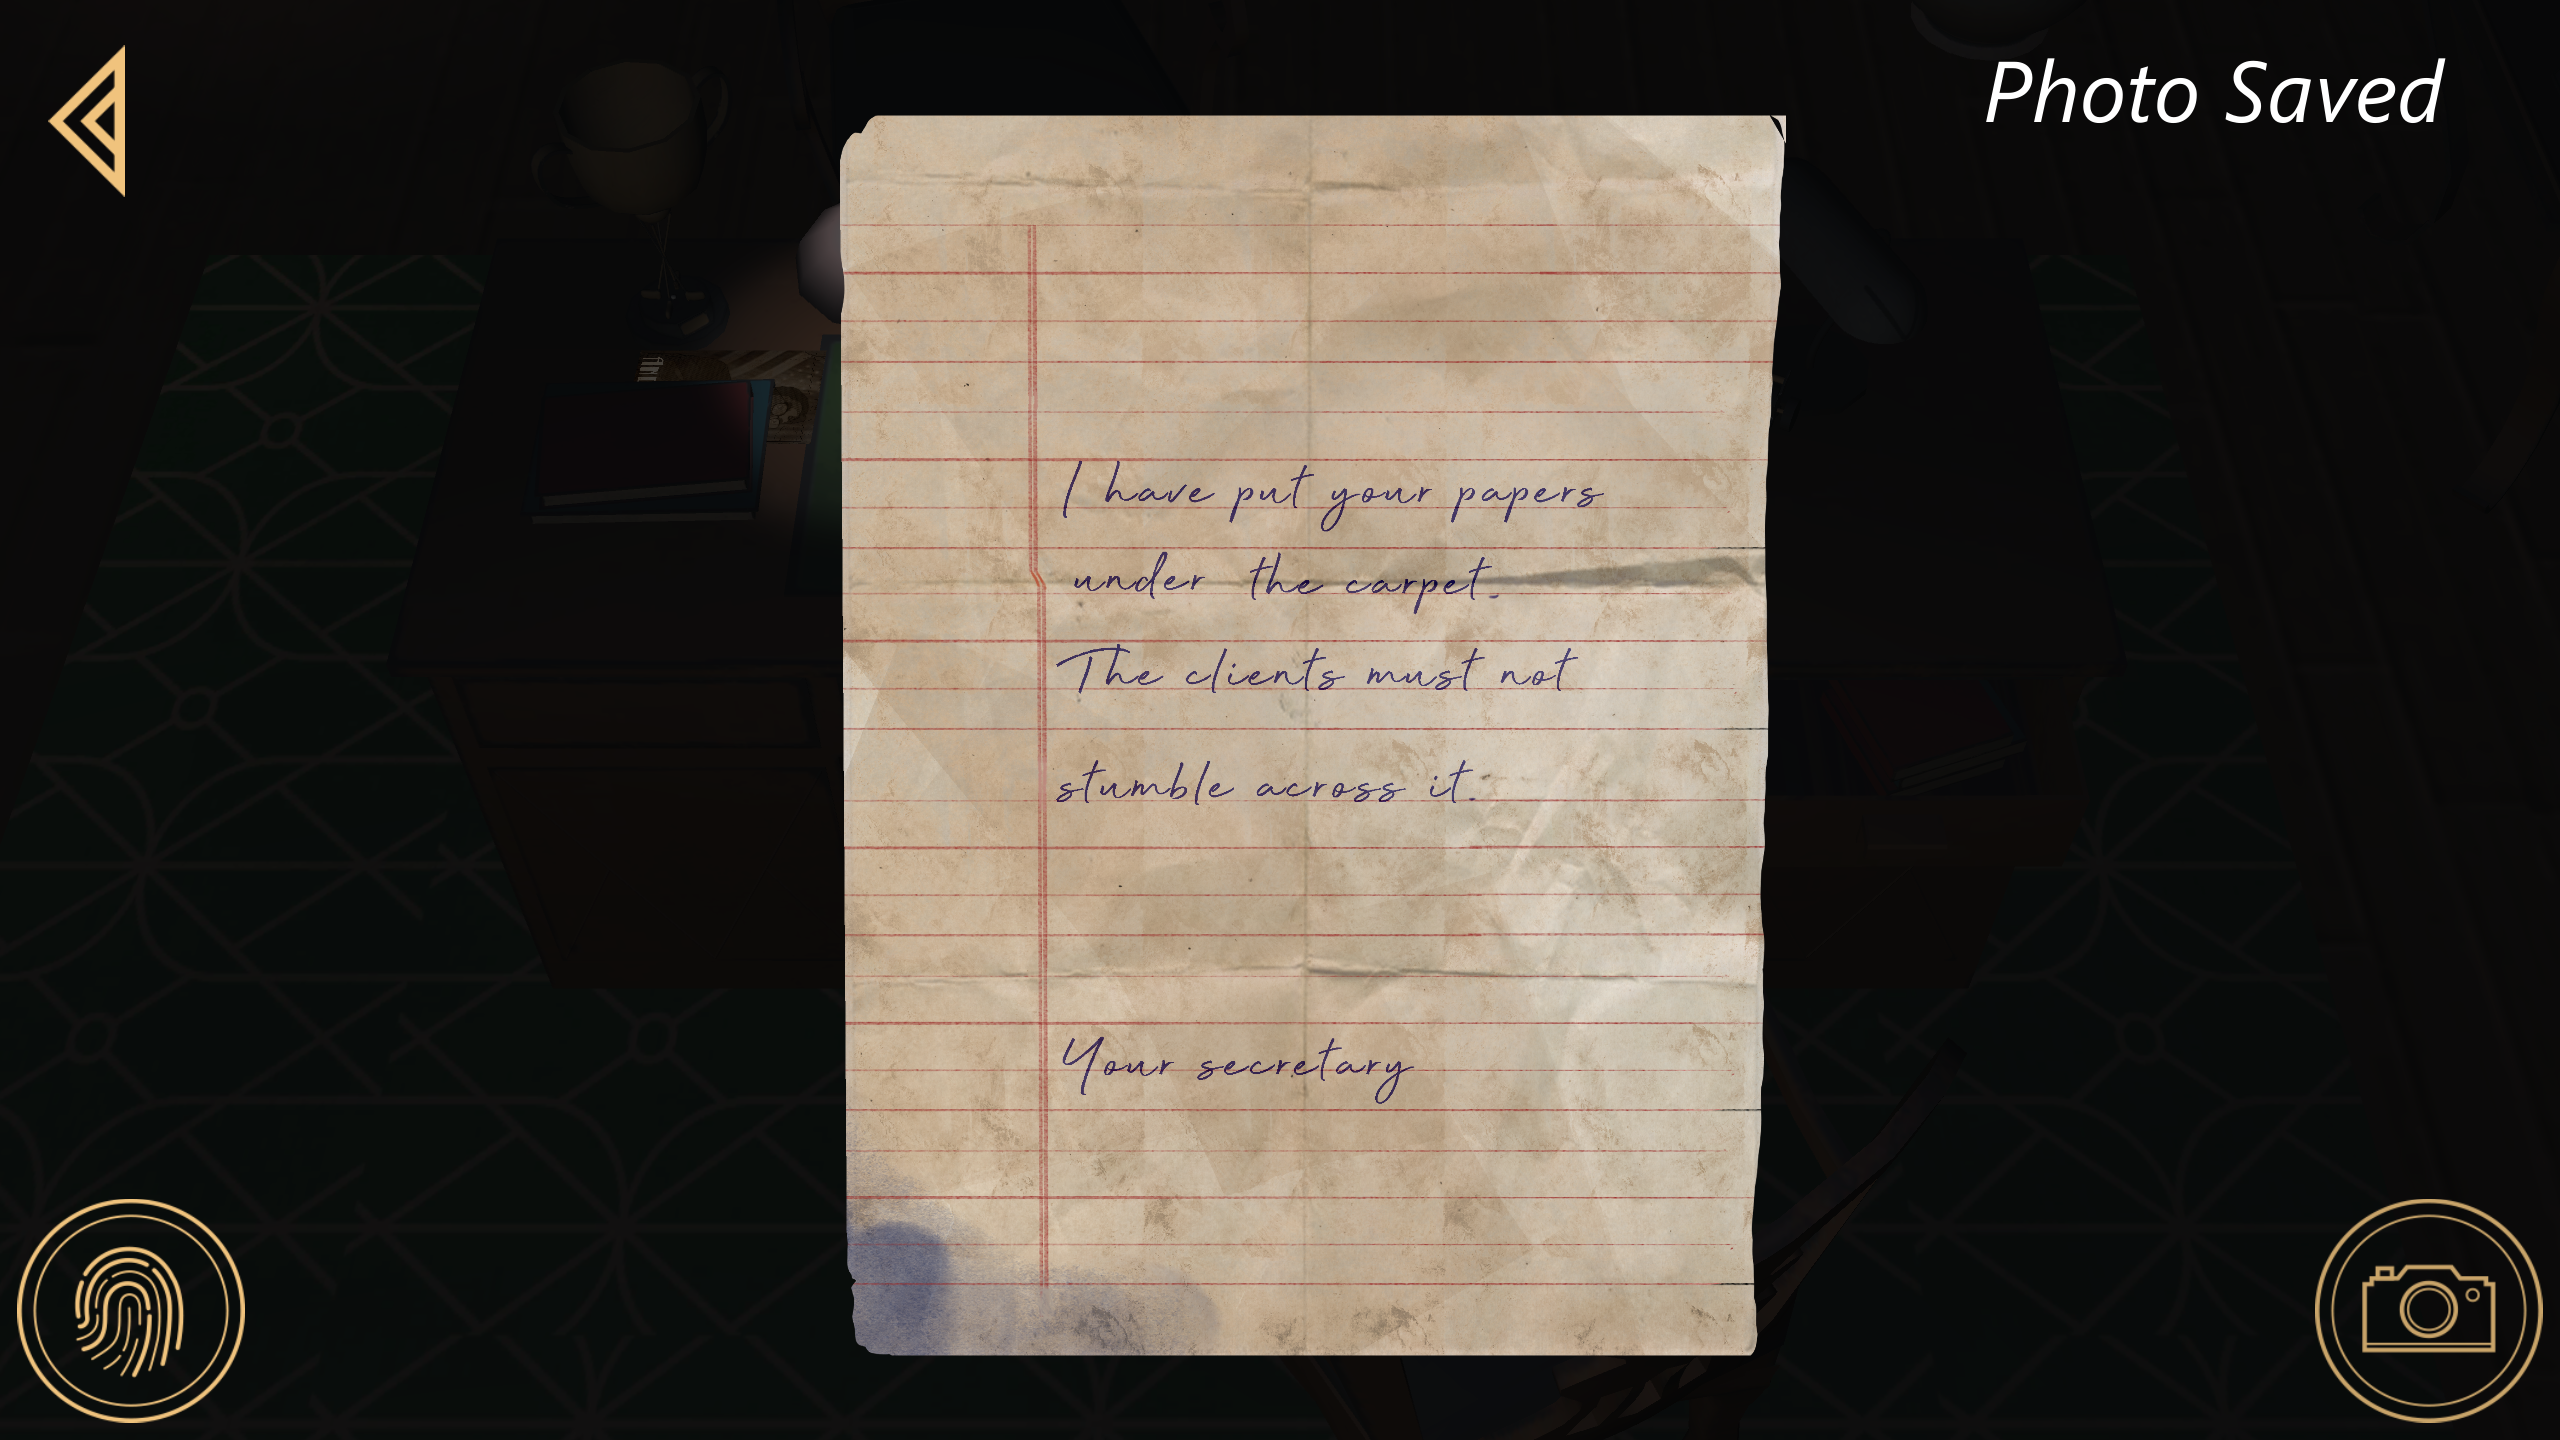 Photo Saved
I have put your papers
under the carpet.
The clients must not
stumble across it.
Your secretary